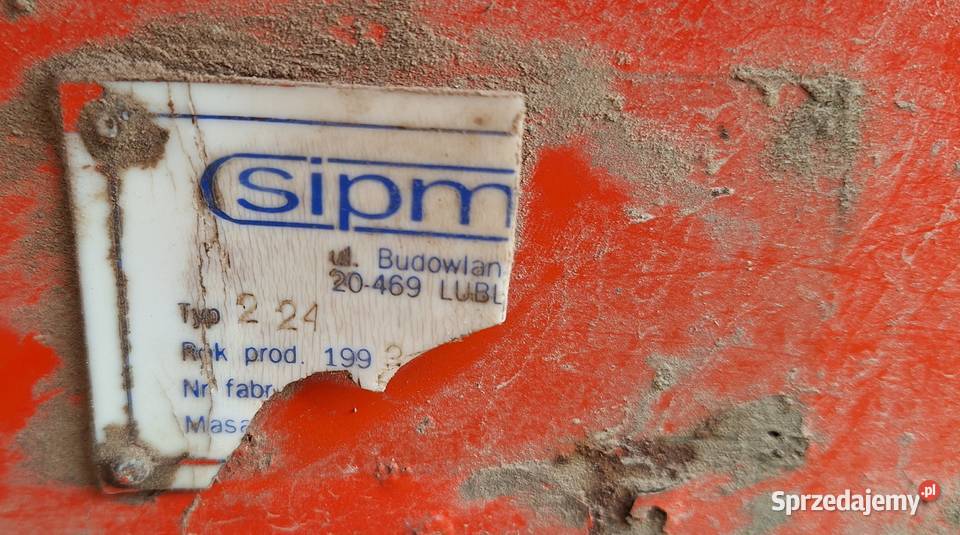 sipm
ul. Budowlan
20-469 LUBL
Typ 2 24
Rok prod. 199
Nr fabr
Masa
Sprzedajemy.pl